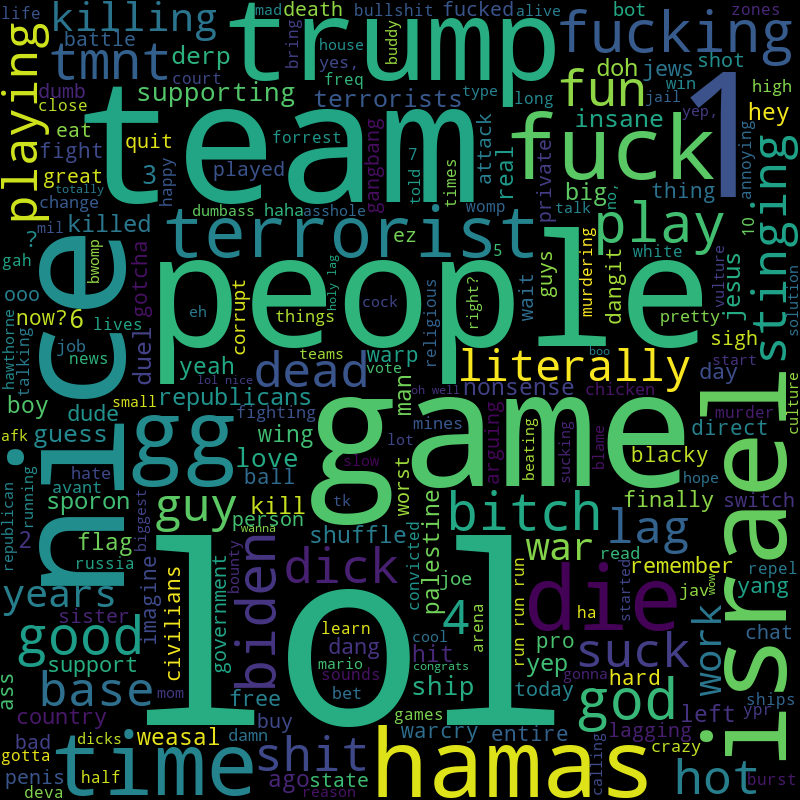 life
killing
mad
death
bullshit
fucked
alive
bot
zones
battle
tmnt
derp
bring
house
yes,
buddy
trump
fucking
playing
dumb
court
freq
type
long
doh
jews
shot
win
high
close
supporting
terrorists
fun
jail
yep,
hey
eat
team
fuck
1
insane
annoying
fight
quit
forrest
great
3
happy
played
gangbang
told
7
times
attack
real
private
big
thing
totally
change
dumbass
haha
asshole
womp
talk
no,
10
stinging
?
mil
killed
terrorist
play
white
gah
bwomp
gotcha
ez
5
wait
guys
murdering
dangit
jesus
vulture
solution
nice
ooo
people
eh
cock
religious
right?
pretty
now?
6
lives
corrupt
things
holy lag
sigh
hawthorne
talking
job
news
duel
yeah
teams
vote
warp
boo
start
dead
literally
day
lol nice
oh well
nonsense
chicken
boy
small
republicans
man
murder
culture
afk
dude
fighting
game
israel
guess
gg
wing
lot
mines
arguing
beating
sucking
blame
direct
blacky
hate
love
ball
slow
worst
hope
republican
running
avant
biggest
sporon
guy
person
kill
tk
bitch
lag
finally
switch
2
flag
wanna
shuffle
palestine
convicted
war
read
remember
repel
russia
imagine
government
bounty
biden
dick
joe
run run run
die
started
jav
wow
yang
years
sister
civilians
lol
learn
4
arena
ha
work
chat
good
cool
pro
suck
support
mario
dang
congrats
hit
yep
hard
god
ass
base
mom
free
sounds
bet
ship
today
gonna
ships
country
buy
games
left
ypr
bad
weasal
damn
warcry
entire
lagging
gotta
dicks
time
shit
crazy
penis
half
ago
state
hamas
calling
hot
burst
deva
reason